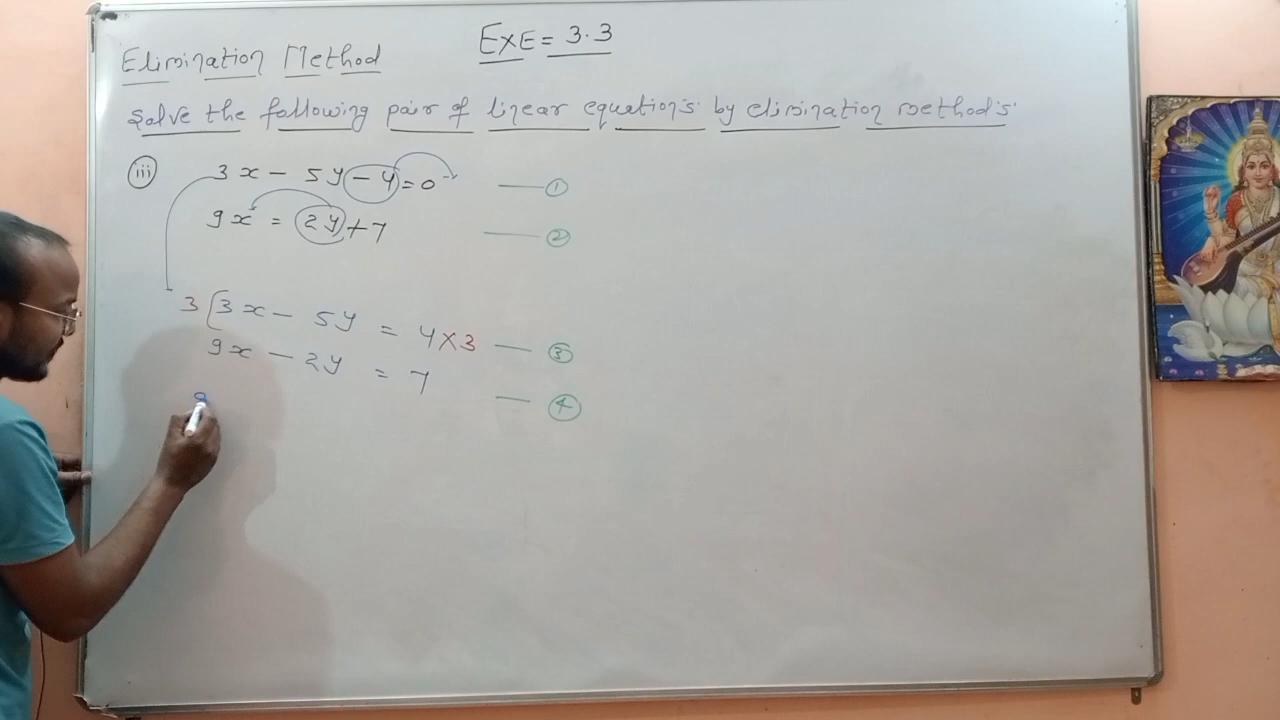 Elimination Method EXE = 3.3
Solve the following pair of linear equations by elimination methods.
(iii) 3x - 5y - 4 = 0 — ①
9x = 2y + 7 — ②
3 [3x - 5y = 4 × 3 — ③
9x - 2y = 7 — ④
9